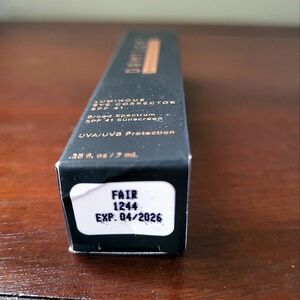 LUMINOUS
EYE CORRECTOR
SPF 41
Broad Spectrum
SPF 41 Sunscreen
UVA/UVB Protection
.25 fl. oz / 7 mL
FAIR
1244
EXP. 04/2026